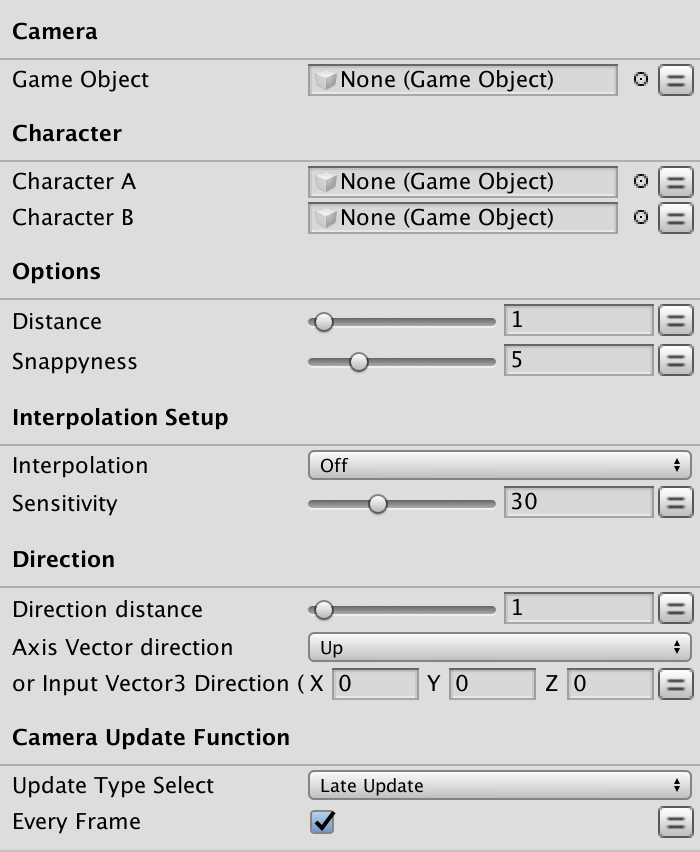 Camera
Game Object None (Game Object)
Character
Character A None (Game Object)
Character B None (Game Object)
Options
Distance 1
Snappyness 5
Interpolation Setup
Interpolation Off
Sensitivity 30
Direction
Direction distance 1
Axis Vector direction Up
or Input Vector3 Direction ( X 0 Y 0 Z 0
Camera Update Function
Update Type Select Late Update
Every Frame